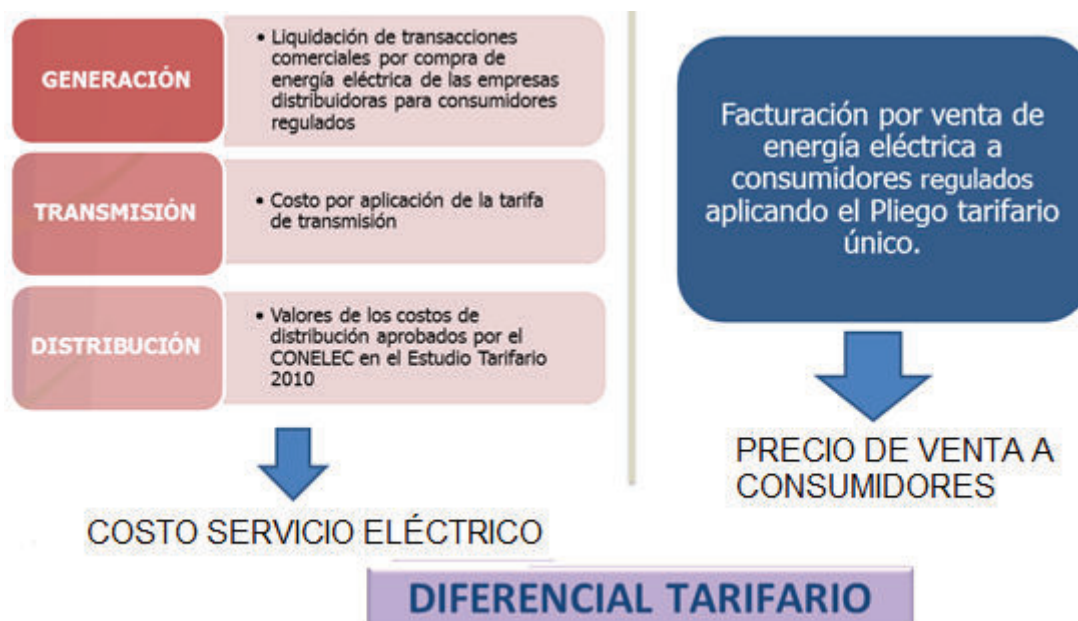 GENERACIÓN
• Liquidación de transacciones
comerciales por compra de
energía eléctrica de las empresas
distribuidoras para consumidores
regulados
TRANSMISIÓN
• Costo por aplicación de la tarifa
de transmisión
DISTRIBUCIÓN
• Valores de los costos de
distribución aprobados por el
CONELEC en el Estudio Tarifario
2010
COSTO SERVICIO ELÉCTRICO
Facturación por venta de
energía eléctrica a
consumidores regulados
aplicando el Pliego tarifario
único.
PRECIO DE VENTA A
CONSUMIDORES
DIFERENCIAL TARIFARIO